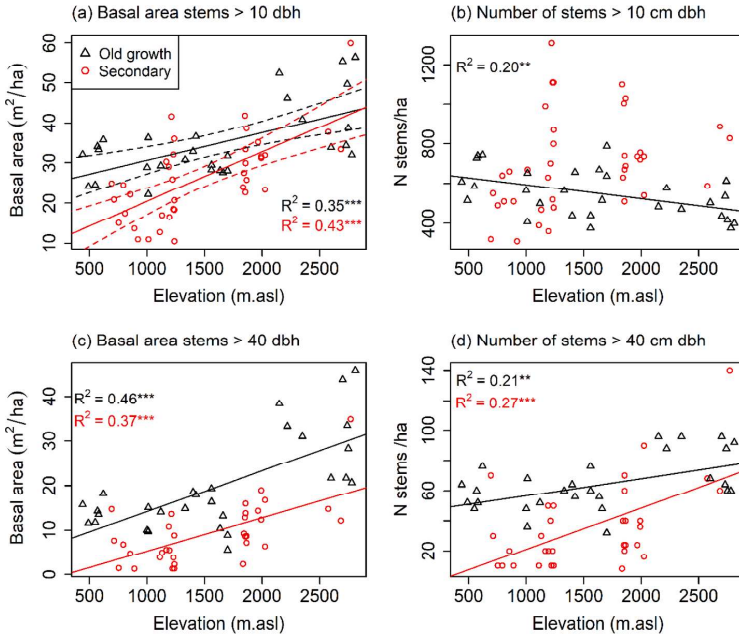 (a) Basal area stems > 10 dbh
(b) Number of stems > 10 cm dbh
Basal area (m²/ha)
60
50
40
30
20
10
Old growth
Secondary
R² = 0.35***
R² = 0.43***
500 1000 1500 2000 2500
Elevation (m.asl)
N stems/ha
1200
800
600
400
R² = 0.20**
500 1000 1500 2000 2500
Elevation (m.asl)
(c) Basal area stems > 40 dbh
(d) Number of stems > 40 cm dbh
Basal area (m²/ha)
40
30
20
10
0
R² = 0.46***
R² = 0.37***
500 1000 1500 2000 2500
Elevation (m.asl)
N stems /ha
140
100
60
20
R² = 0.21**
R² = 0.27***
500 1000 1500 2000 2500
Elevation (m.asl)